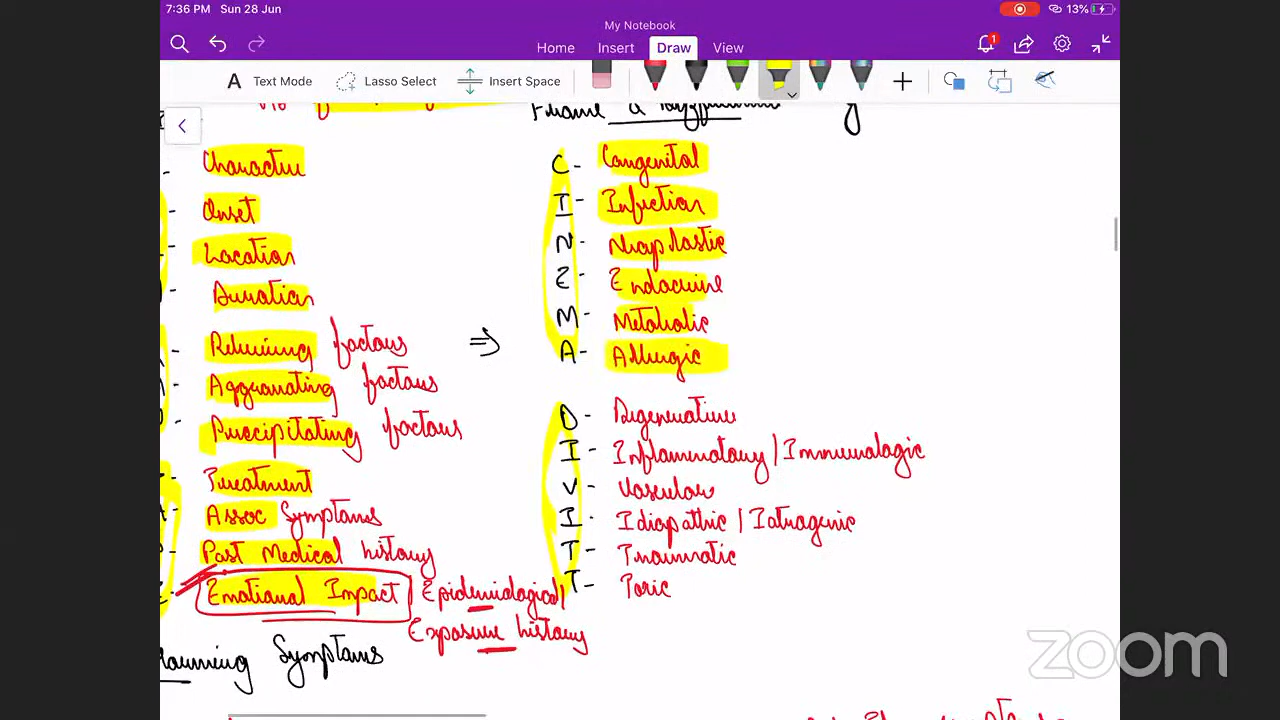 7:36 PM Sun 28 Jun
13%
My Notebook
Home Insert Draw View
1
Text Mode Lasso Select Insert Space
Frame a
- Character
- Onset
- Location
- Duration
- Relieving factors
- Aggravating factors
- Precipitating factors
Treatment
Assoc Symptoms
Past Medical history
Emotional Impact / Epidemiological
Exposure history
Symptoms
⇒
C- Congenital
I- Infection
N- Neoplastic
E- Endocrine
M- Metabolic
A- Allergic
D- Degenerative
I- Inflammatory / Immunologic
V- Vascular
I- Idiopathic / Iatrogenic
T- Traumatic
T- Toxic
zoom